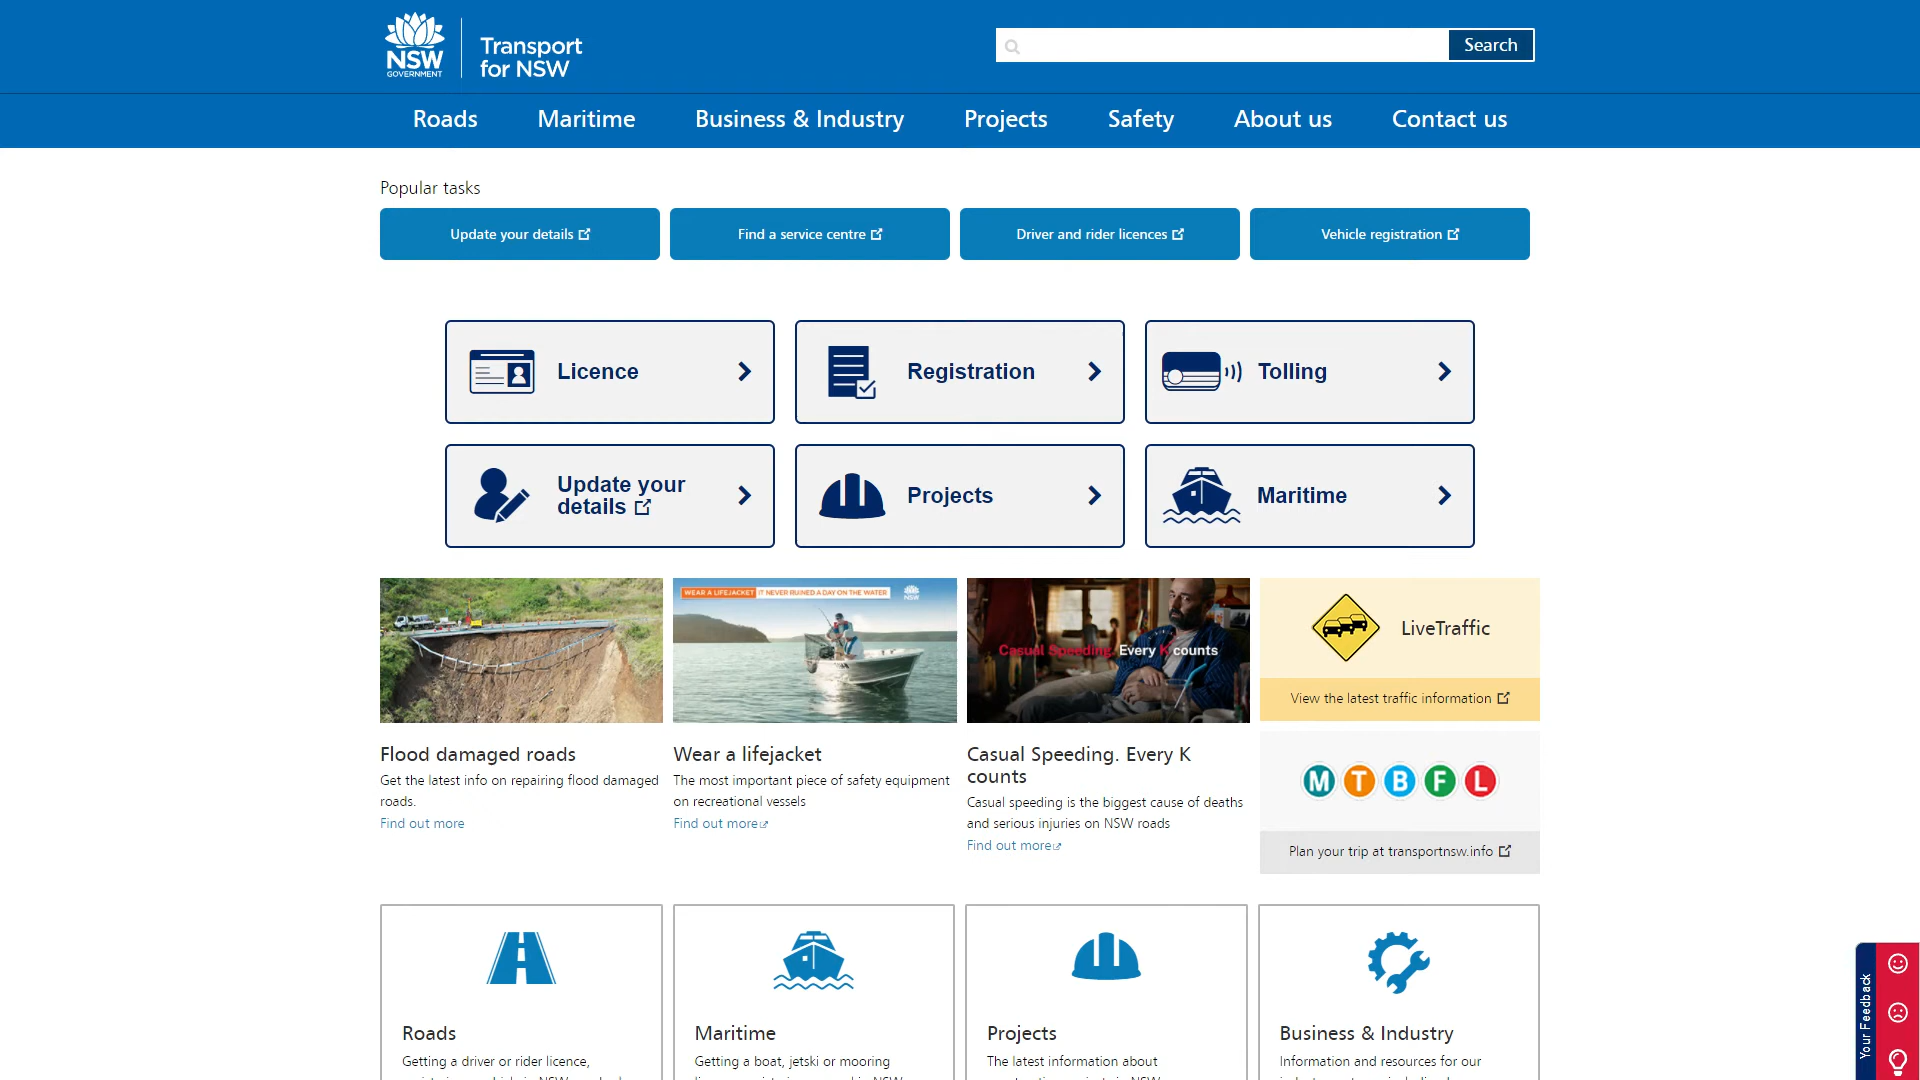 NSW
GOVERNMENT
Transport
for NSW
Search
Roads
Maritime
Business & Industry
Projects
Safety
About us
Contact us
Popular tasks
Update your details
Find a service centre
Driver and rider licences
Vehicle registration
Licence
Registration
Tolling
Update your
details
Projects
Maritime
WEAR A LIFEJACKET IT NEVER RUINED A DAY ON THE WATER
NSW
Casual Speeding. Every K counts
LiveTraffic
View the latest traffic information
Flood damaged roads
Get the latest info on repairing flood damaged
roads.
Find out more
Wear a lifejacket
The most important piece of safety equipment
on recreational vessels
Find out more
Casual Speeding. Every K
counts
Casual speeding is the biggest cause of deaths
and serious injuries on NSW roads
Find out more
M T B F L
Plan your trip at transportnsw.info
Roads
Getting a driver or rider licence,
Maritime
Getting a boat, jetski or mooring
Projects
The latest information about
Business & Industry
Information and resources for our
Your Feedback